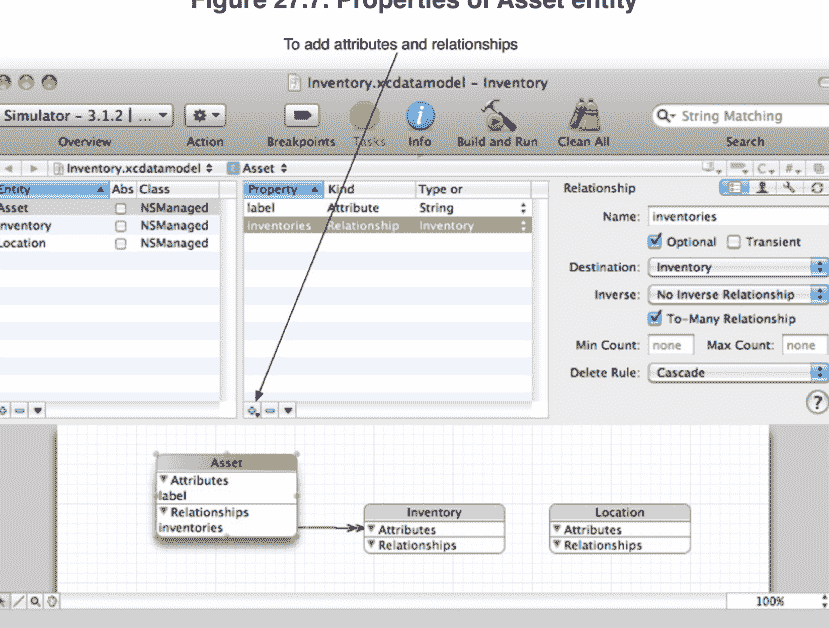 Figure 27.7. Properties of Asset entity
To add attributes and relationships
Inventory.xcdatamodel – Inventory
Simulator – 3.1.2 | ...
String Matching
Overview Action Breakpoints Tasks Info Build and Run Clean All Search
Inventory.xcdatamodel Asset C, #,
Entity Abs Class
Asset NSManaged
Inventory NSManaged
Location NSManaged
Property Kind Type or
label Attribute String
inventories Relationship Inventory
Relationship
Name: inventories
Optional Transient
Destination: Inventory
Inverse: No Inverse Relationship
To-Many Relationship
Min Count: none Max Count: none
Delete Rule: Cascade
?
Asset
Attributes
label
Relationships
inventories
Inventory
Attributes
Relationships
Location
Attributes
Relationships
100%